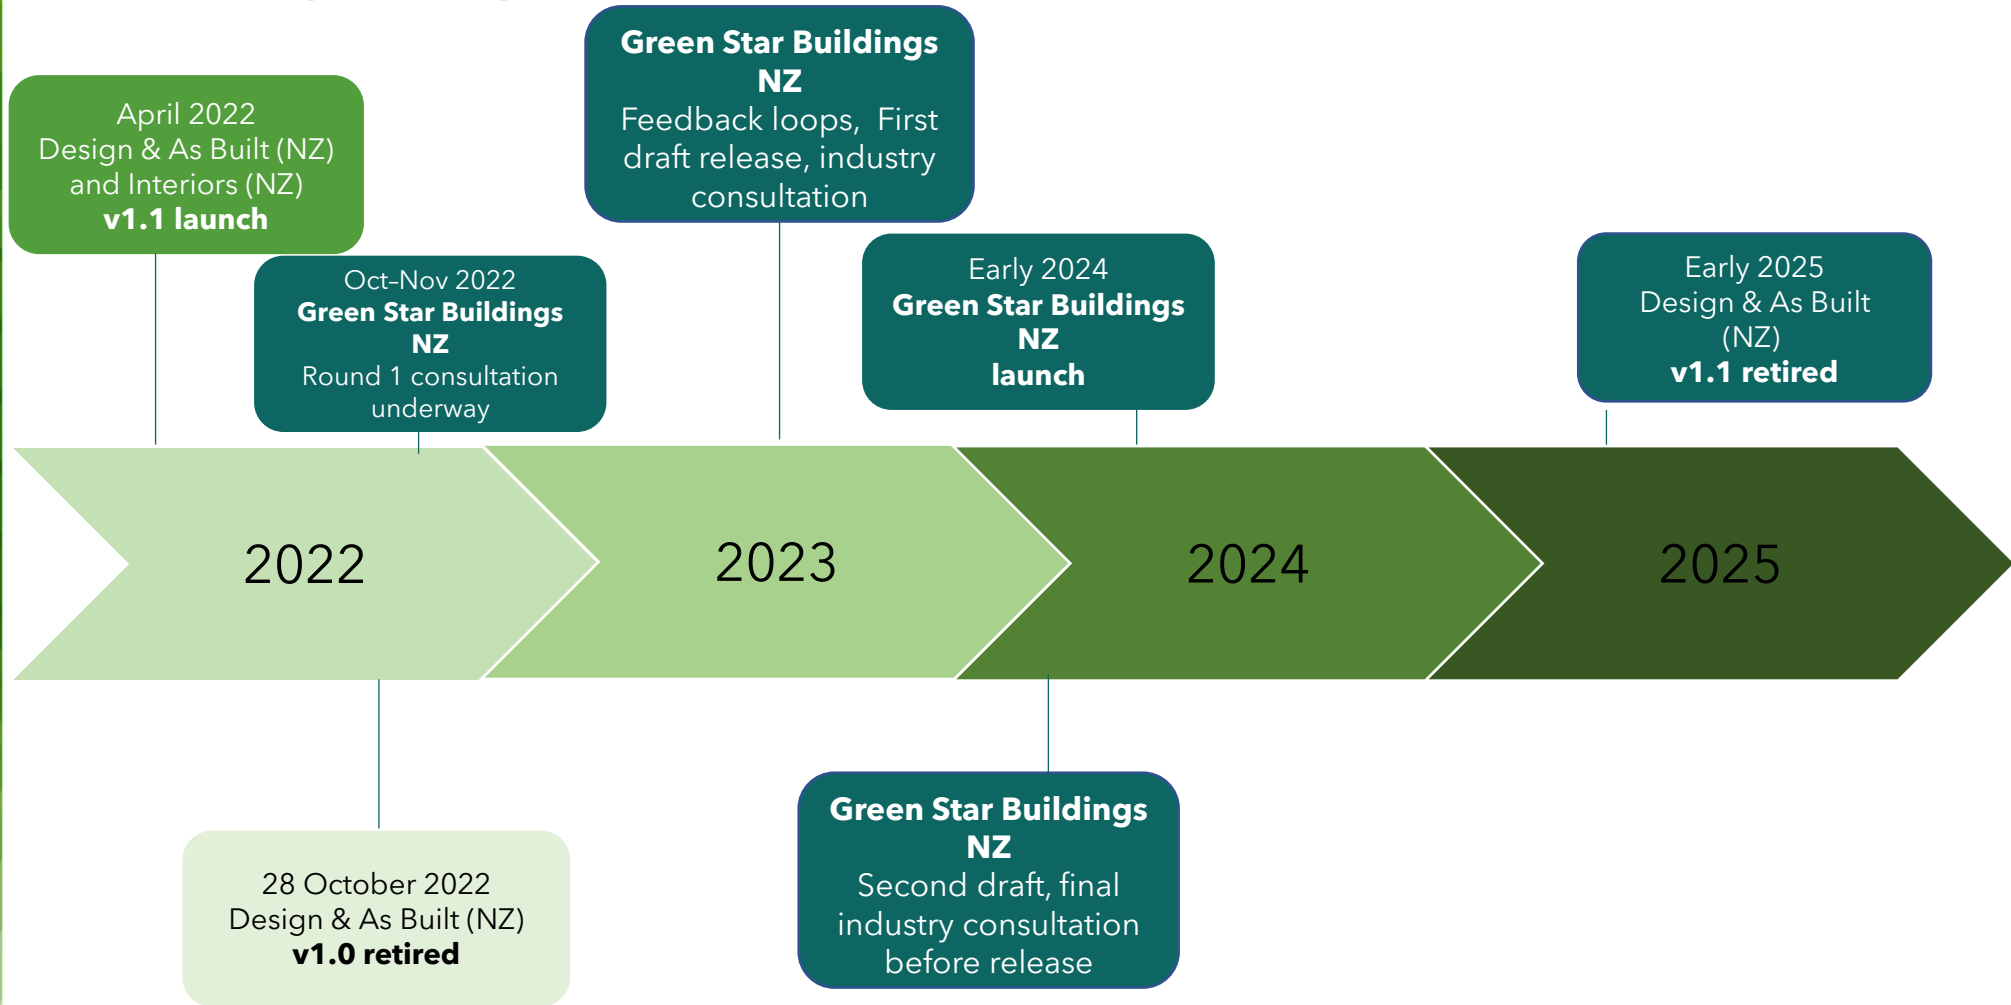 April 2022
Design & As Built (NZ)
and Interiors (NZ)
v1.1 launch
Oct–Nov 2022
Green Star Buildings
NZ
Round 1 consultation
underway
Green Star Buildings
NZ
Feedback loops, First
draft release, industry
consultation
Early 2024
Green Star Buildings
NZ
launch
Early 2025
Design & As Built
(NZ)
v1.1 retired
2022
2023
2024
2025
28 October 2022
Design & As Built (NZ)
v1.0 retired
Green Star Buildings
NZ
Second draft, final
industry consultation
before release